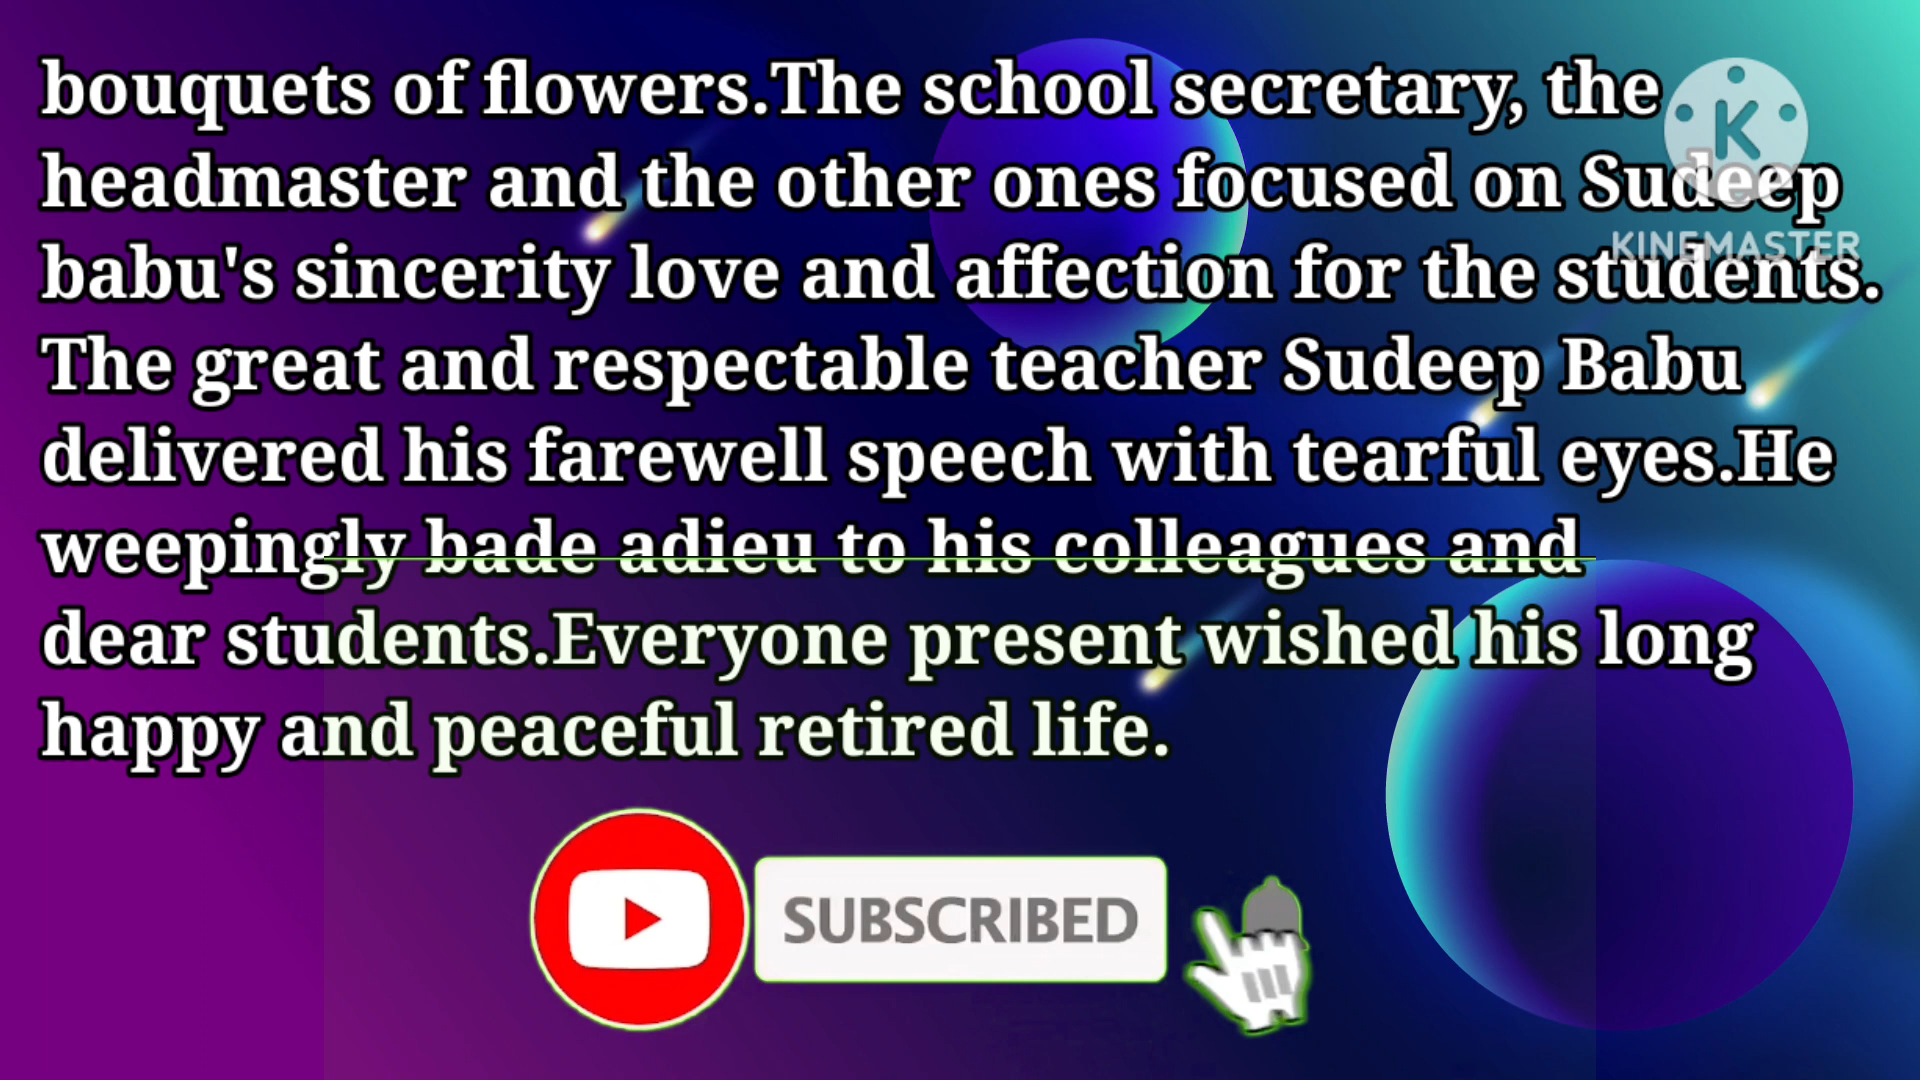 bouquets of flowers.The school secretary, the
headmaster and the other ones focused on Sudeep
babu's sincerity love and affection for the students.
The great and respectable teacher Sudeep Babu
delivered his farewell speech with tearful eyes.He
weepingly bade adieu to his colleagues and
dear students.Everyone present wished his long
happy and peaceful retired life.
K
KINEMASTER
SUBSCRIBED